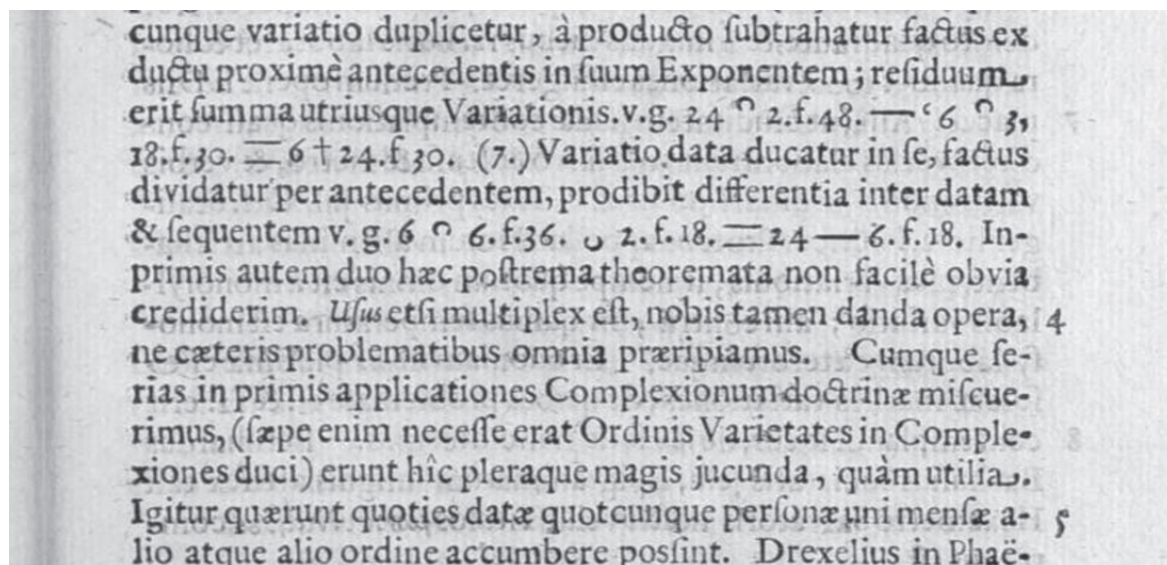 cunque variatio duplicetur, à producto ſubtrahatur factus ex
ductu proximè antecedentis in ſuum Exponentem; reſiduum
erit ſumma utriusque Variationis. v.g. 24 ⌒ 2.f.48. — ‘6 ⌒ 3,
18.f.30. = 6 † 24.f 30. (7.) Variatio data ducatur in ſe, factus
dividatur per antecedentem, prodibit differentia inter datam
& ſequentem v. g. 6 ⌒ 6.f.36. ⌣ 2.f.18. = 24 — 6.f.18. In-
primis autem duo hæc poſtrema theoremata non facilè obvia
crediderim. Uſus etſi multiplex eſt, nobis tamen danda opera, 4
ne cæteris problematibus omnia præripiamus. Cumque ſe-
rias in primis applicationes Complexionum doctrinæ miſcue-
rimus, (ſæpe enim neceſſe erat Ordinis Varietates in Comple-
xiones duci) erunt hîc pleraque magis jucunda, quàm utilia.
Igitur quærunt quoties datæ quotcunque perſonæ uni menſæ a- 5
lio atque alio ordine accumbere posſint. Drexelius in Phaë-